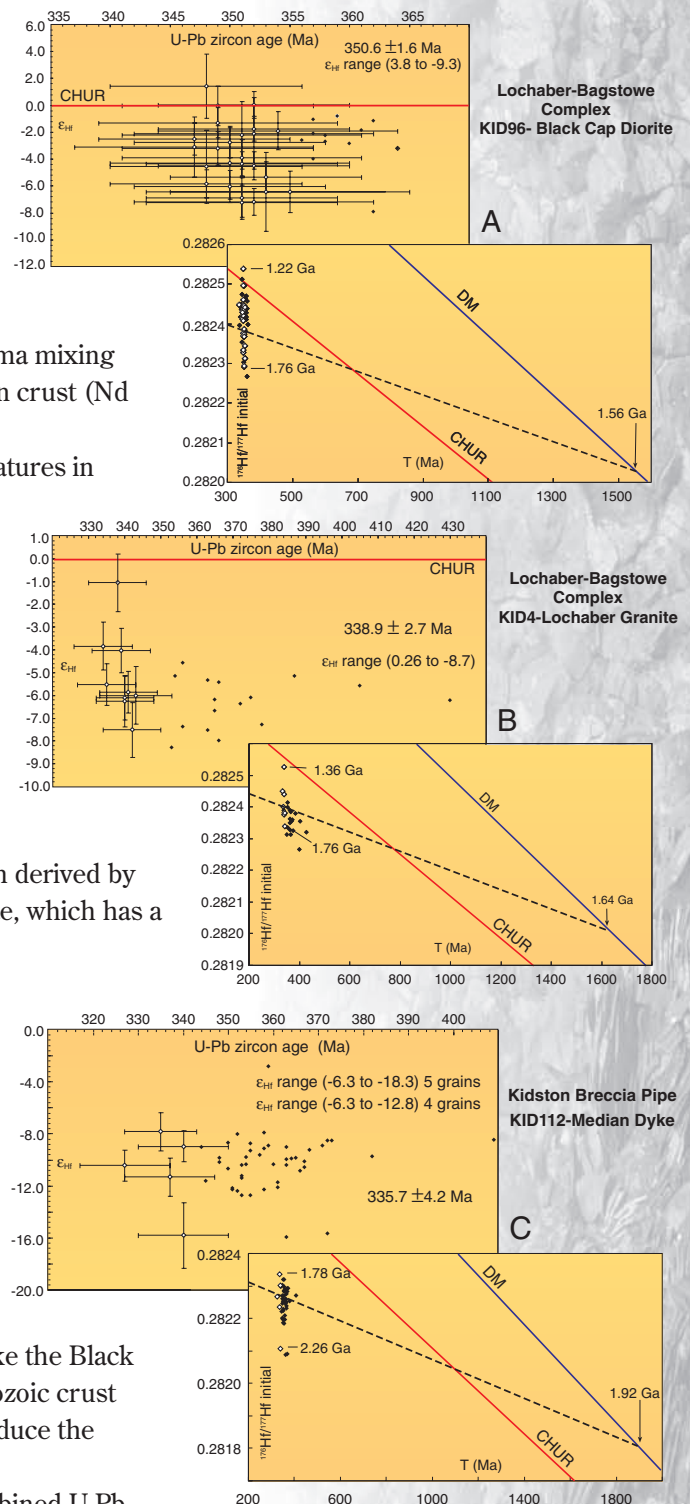 335 340 345 350 355 360 365
6.0
4.0
2.0
0.0
-2.0
-4.0
-6.0
-8.0
-10.0
-12.0
U-Pb zircon age (Ma)
350.6 ±1.6 Ma
εHf range (3.8 to -9.3)
CHUR
εHf
Lochaber-Bagstowe
Complex
KID96- Black Cap Diorite
A
0.2826
0.2825
0.2824
0.2823
0.2822
0.2821
0.2820
1.22 Ga
1.76 Ga
DM
1.56 Ga
CHUR
T (Ma)
¹⁷⁶Hf/¹⁷⁷Hf initial
300 500 700 900 1100 1300 1500
ma mixing
n crust (Nd
atures in
330 340 350 360 370 380 390 400 410 420 430
1.0
0.0
-1.0
-2.0
-3.0
-4.0
-5.0
-6.0
-7.0
-8.0
-9.0
-10.0
U-Pb zircon age (Ma)
CHUR
338.9 ± 2.7 Ma
εHf range (0.26 to -8.7)
εHf
Lochaber-Bagstowe
Complex
KID4-Lochaber Granite
B
0.2825
0.2824
0.2823
0.2822
0.2821
0.2820
0.2819
1.36 Ga
1.76 Ga
DM
1.64 Ga
CHUR
T (Ma)
¹⁷⁶Hf/¹⁷⁷Hf initial
200 400 600 800 1000 1200 1400 1600 1800
n derived by
e, which has a
320 330 340 350 360 370 380 390 400
0.0
-4.0
-8.0
-12.0
-16.0
-20.0
U-Pb zircon age (Ma)
εHf range (-6.3 to -18.3) 5 grains
εHf range (-6.3 to -12.8) 4 grains
εHf
335.7 ±4.2 Ma
Kidston Breccia Pipe
KID112-Median Dyke
C
0.2824
0.2822
0.2820
0.2818
1.78 Ga
2.26 Ga
DM
1.92 Ga
CHUR
T (Ma)
¹⁷⁶Hf/¹⁷⁷Hf initial
200 400 600 800 1000 1200 1400 1600 1800
ke the Black
ozoic crust
duce the